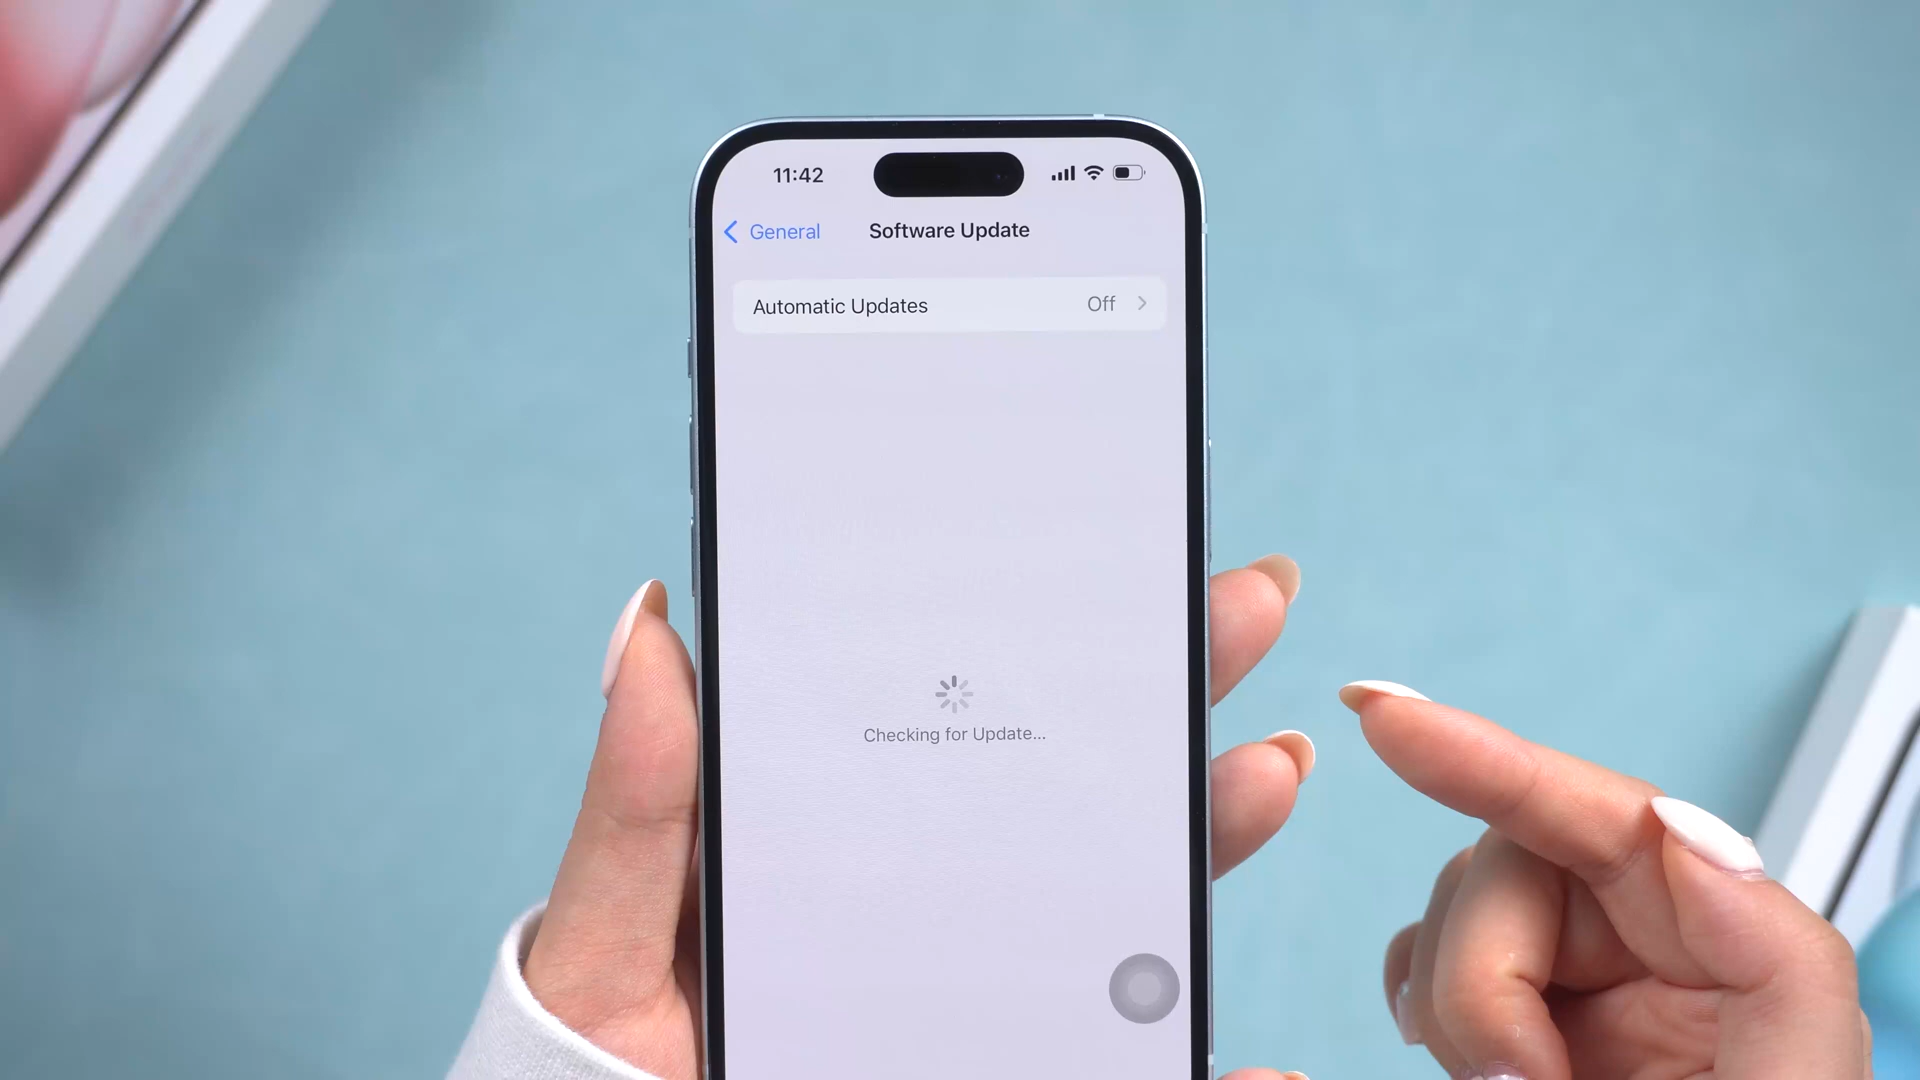 11:42
General
Software Update
Automatic Updates
Off
Checking for Update...